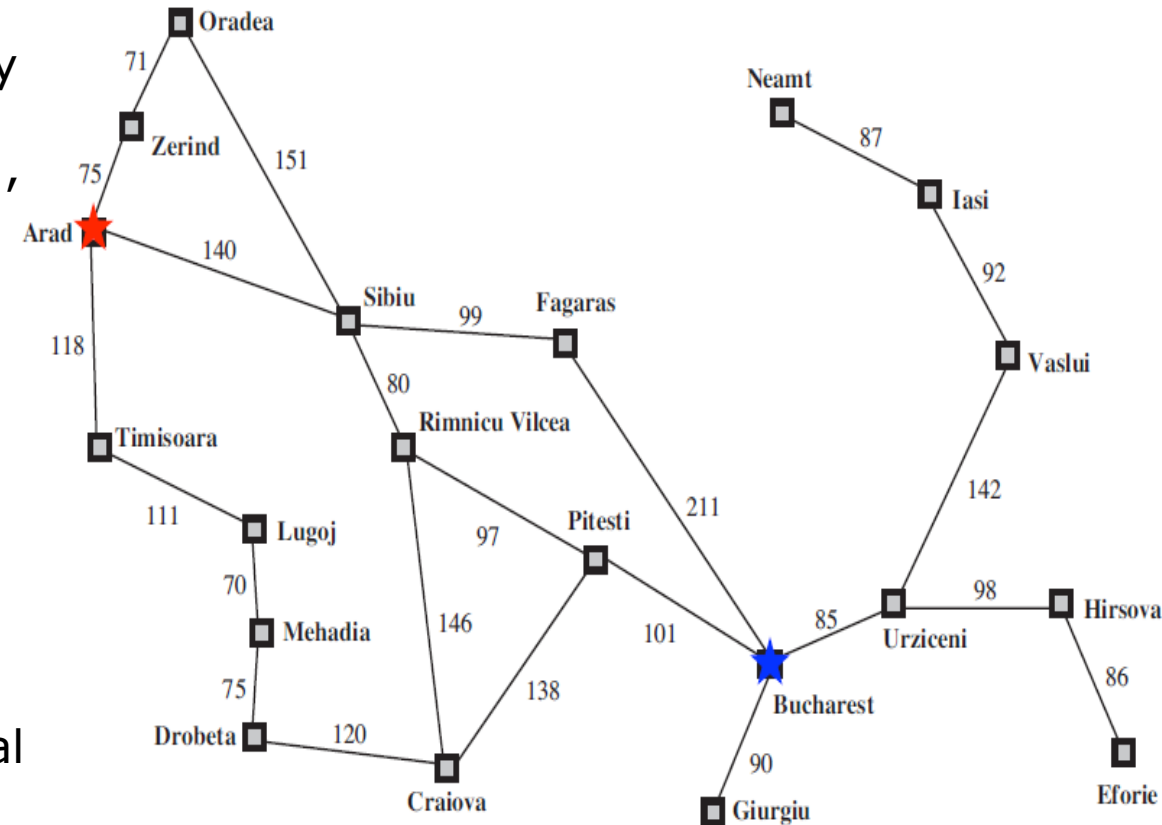 y
,
al
Oradea
71
Neamt
Zerind
87
151
75
Iasi
Arad
140
92
Sibiu
Fagaras
99
118
Vaslui
80
Rimnicu Vilcea
Timisoara
142
211
111
Pitesti
Lugoj
97
70
98
Hirsova
85
Mehadia
146
101
Urziceni
86
75
138
Bucharest
Drobeta
120
90
Eforie
Craiova
Giurgiu